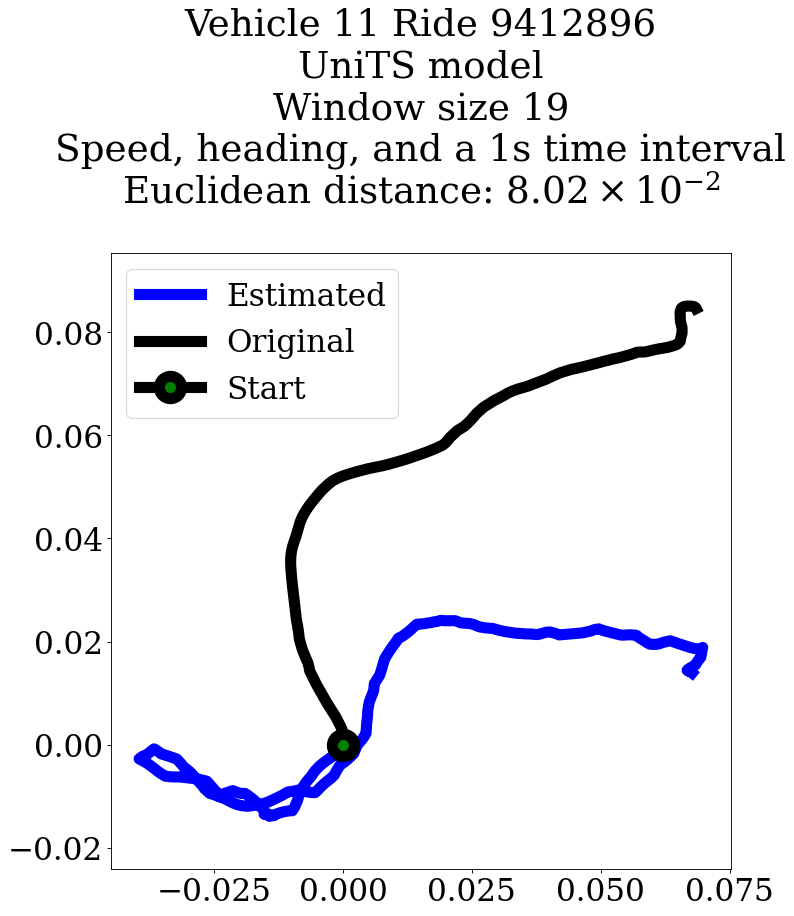 Vehicle 11 Ride 9412896
UniTS model
Window size 19
Speed, heading, and a 1s time interval
Euclidean distance: 8.02 × 10⁻²
Estimated
Original
Start
0.08
0.06
0.04
0.02
0.00
−0.02
−0.025 0.000 0.025 0.050 0.075